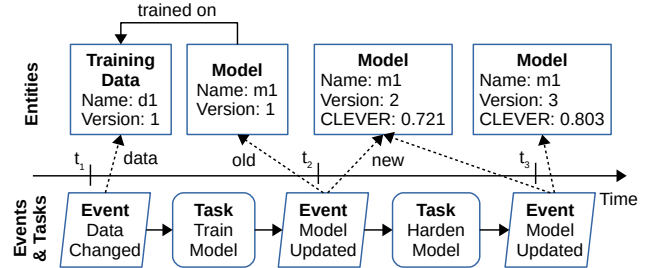 trained on
Entities
Training
Data
Name: d1
Version: 1
Model
Name: m1
Version: 1
Model
Name: m1
Version: 2
CLEVER: 0.721
Model
Name: m1
Version: 3
CLEVER: 0.803
t1
data
old
t2
new
t3
Time
Events
& Tasks
Event
Data
Changed
Task
Train
Model
Event
Model
Updated
Task
Harden
Model
Event
Model
Updated